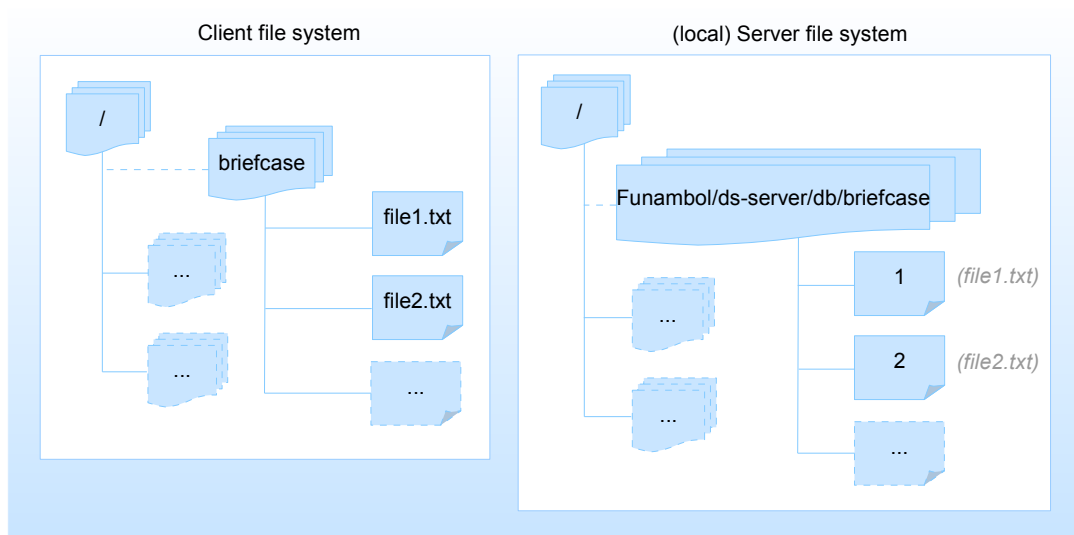 Client file system
/
briefcase
file1.txt
...
file2.txt
...
...
(local) Server file system
/
Funambol/ds-server/db/briefcase
1 (file1.txt)
...
2 (file2.txt)
...
...